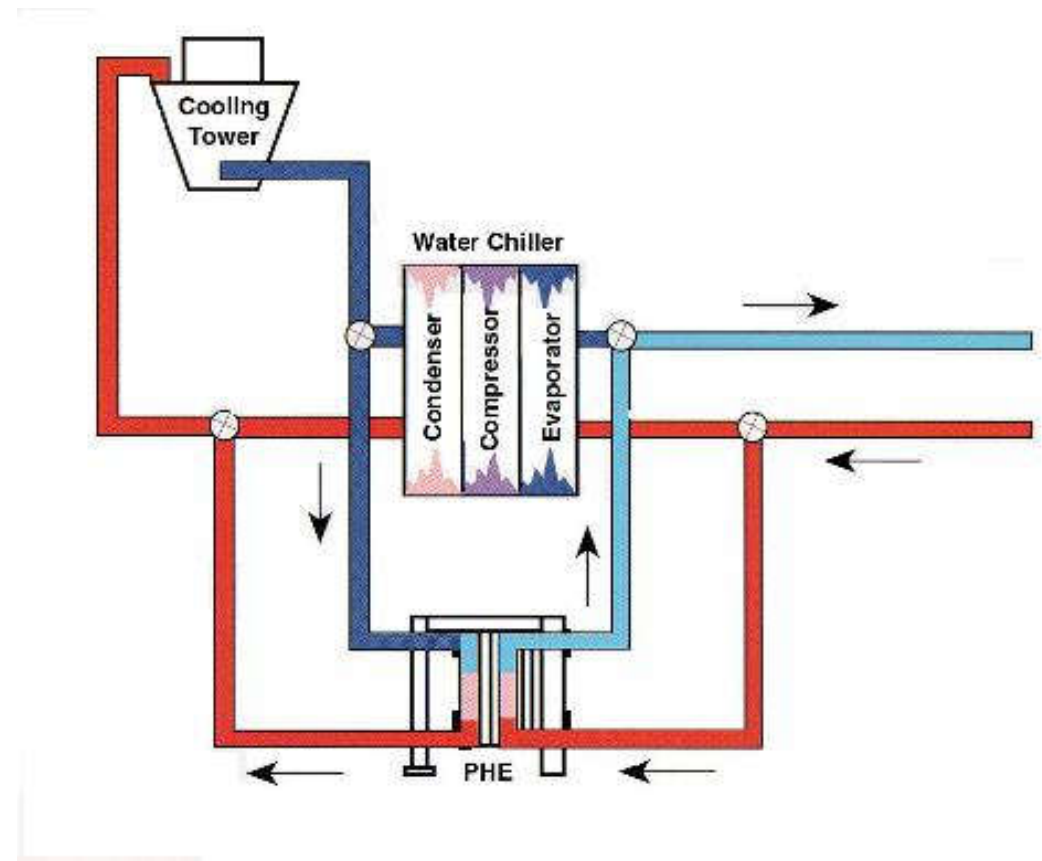 Cooling
Tower
Water Chiller
Condenser
Compressor
Evaporator
PHE